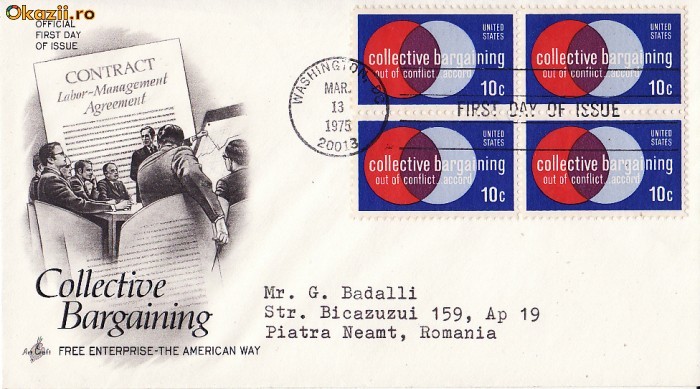 Okazii.ro
OFFICIAL
FIRST DAY
OF ISSUE
CONTRACT
Labor-Management
Agreement
Collective
Bargaining
Art Craft
FREE ENTERPRISE-THE AMERICAN WAY
WASHINGTON, DC
MAR.
13
1975
20013
FIRST DAY OF ISSUE
UNITED
STATES
collective bargaining
out of conflict...accord
10c
UNITED
STATES
collective bargaining
out of conflict...accord
10c
UNITED
STATES
collective bargaining
out of conflict...accord
10c
UNITED
STATES
collective bargaining
out of conflict...accord
10c
Mr. G. Badalli
Str. Bicazuzui 159, Ap 19
Piatra Neamt, Romania